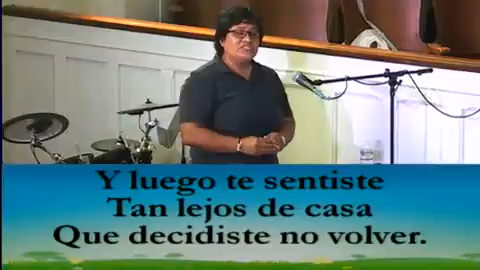 Y luego te sentiste
Tan lejos de casa
Que decidiste no volver.